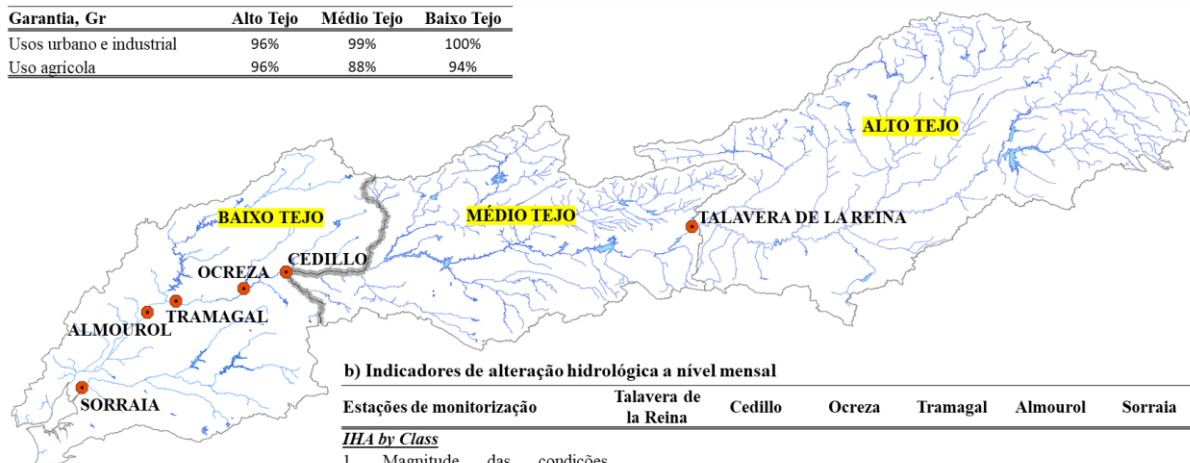 Garantia, Gr Alto Tejo Médio Tejo Baixo Tejo
Usos urbano e industrial 96% 99% 100%
Uso agrícola 96% 88% 94%
ALTO TEJO
MÉDIO TEJO
BAIXO TEJO
TALAVERA DE LA REINA
CEDILLO
OCREZA
TRAMAGAL
ALMOUROL
SORRAIA
b) Indicadores de alteração hidrológica a nível mensal
Estações de monitorização Talavera de la Reina Cedillo Ocreza Tramagal Almourol Sorraia
IHA by Class
1 Magnitude das condições